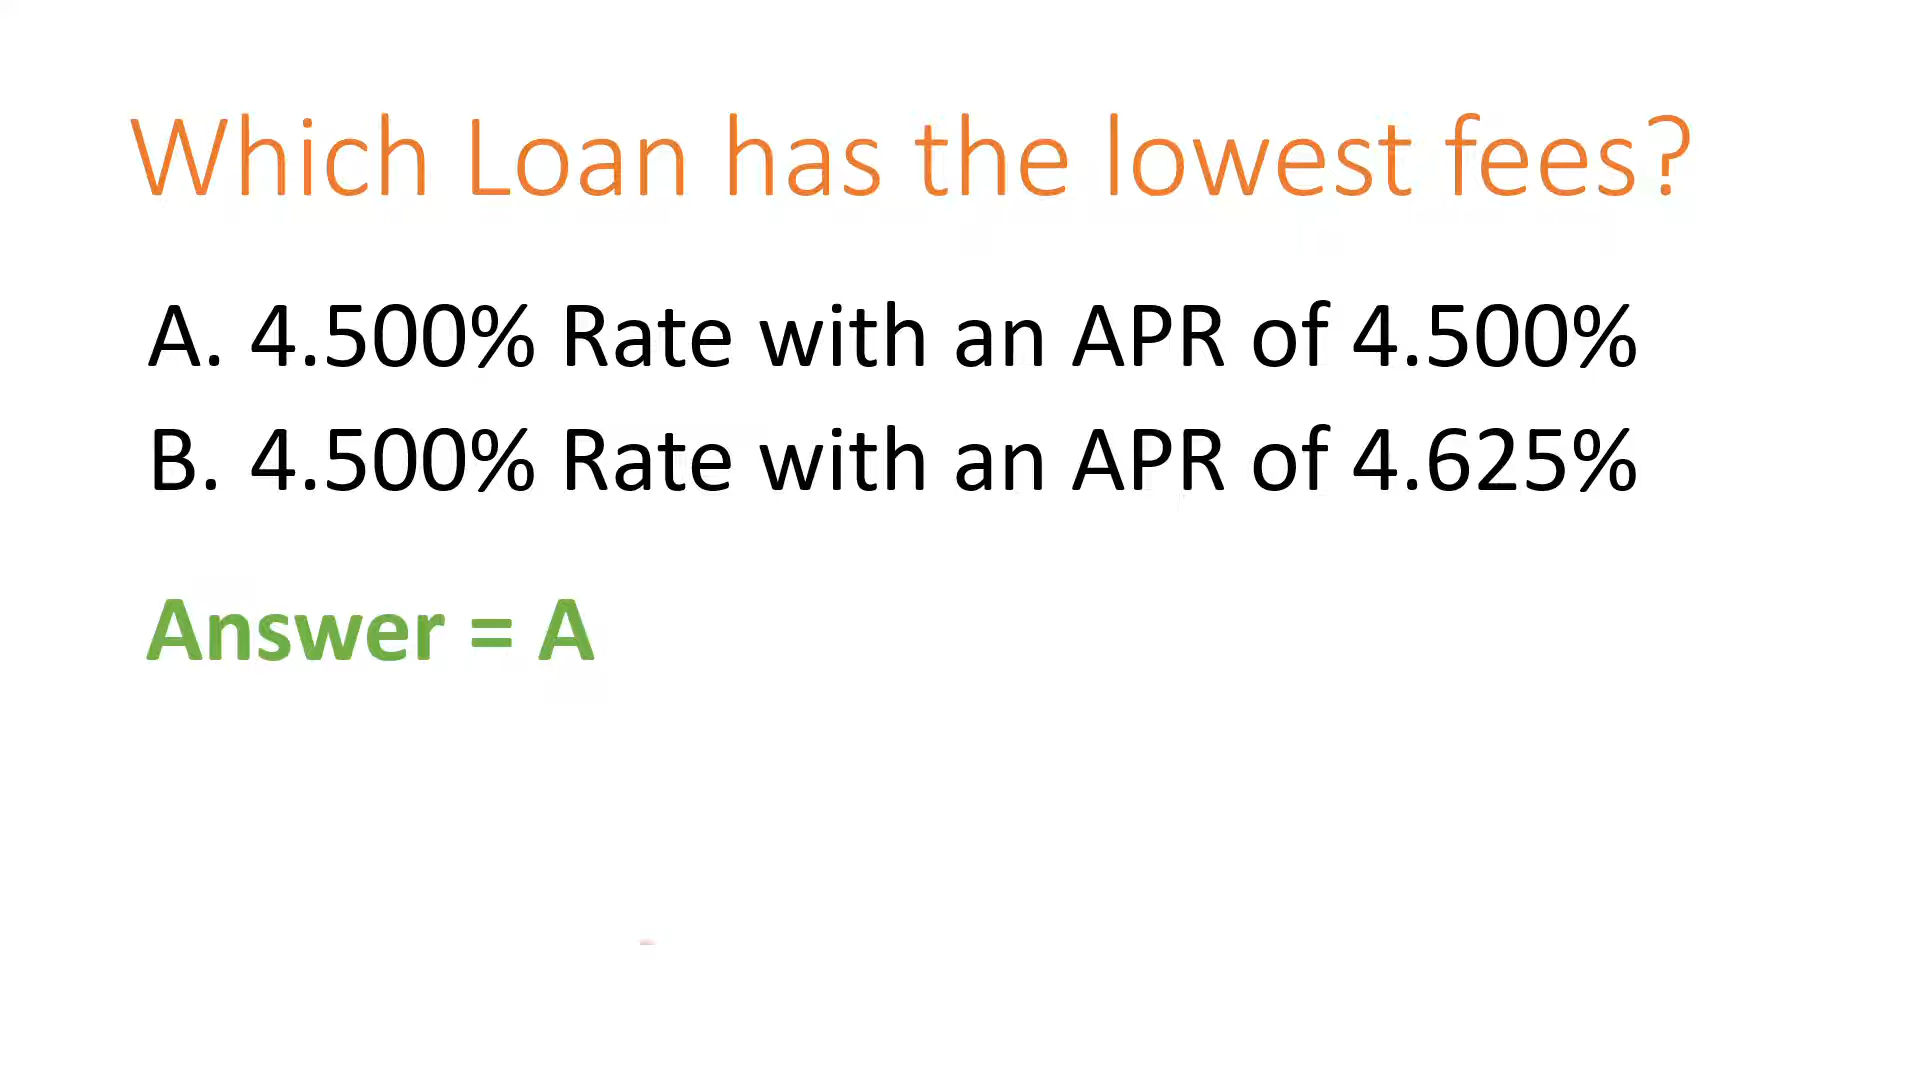 Which Loan has the lowest fees?
A. 4.500% Rate with an APR of 4.500%
B. 4.500% Rate with an APR of 4.625%
Answer = A